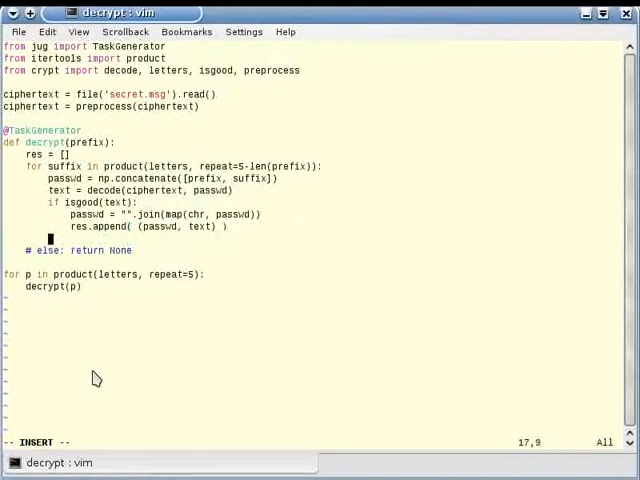 decrypt : vim
File Edit View Scrollback Bookmarks Settings Help
from jug import TaskGenerator
from itertools import product
from crypt import decode, letters, isgood, preprocess
ciphertext = file('secret.msg').read()
ciphertext = preprocess(ciphertext)
@TaskGenerator
def decrypt(prefix):
    res = []
    for suffix in product(letters, repeat=5-len(prefix)):
        passwd = np.concatenate([prefix, suffix])
        text = decode(ciphertext, passwd)
        if isgood(text):
            passwd = "".join(map(chr, passwd))
            res.append( (passwd, text) )
    # else: return None
for p in product(letters, repeat=5):
    decrypt(p)
~
~
~
~
~
~
~
~
~
~
~
~
-- INSERT -- 17,9 All
decrypt : vim